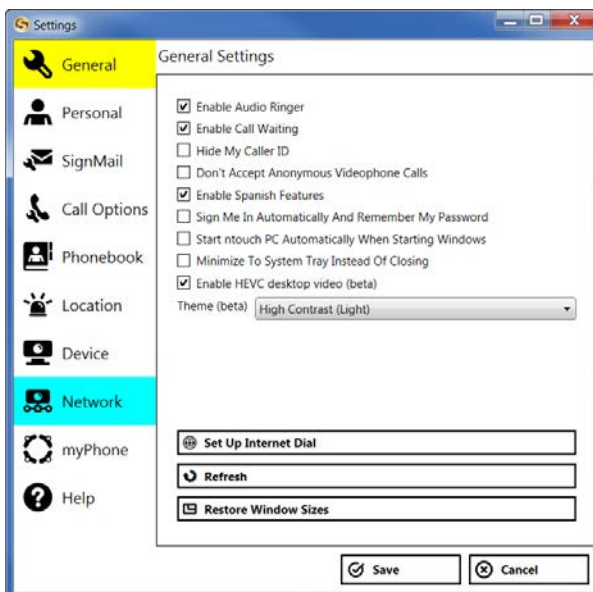 Settings
General
Personal
SignMail
Call Options
Phonebook
Location
Device
Network
myPhone
Help
General Settings
Enable Audio Ringer
Enable Call Waiting
Hide My Caller ID
Don't Accept Anonymous Videophone Calls
Enable Spanish Features
Sign Me In Automatically And Remember My Password
Start ntouch PC Automatically When Starting Windows
Minimize To System Tray Instead Of Closing
Enable HEVC desktop video (beta)
Theme (beta) High Contrast (Light)
Set Up Internet Dial
Refresh
Restore Window Sizes
Save Cancel